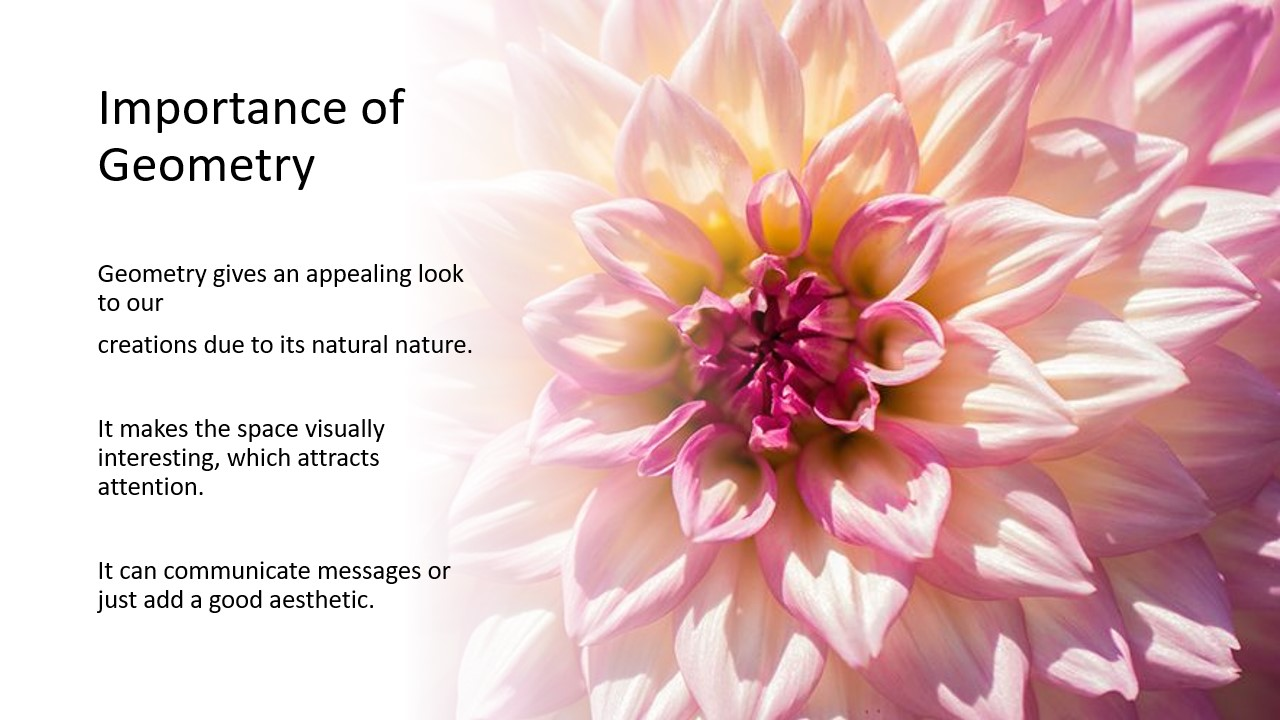 Importance of
Geometry
Geometry gives an appealing look
to our
creations due to its natural nature.
It makes the space visually
interesting, which attracts
attention.
It can communicate messages or
just add a good aesthetic.